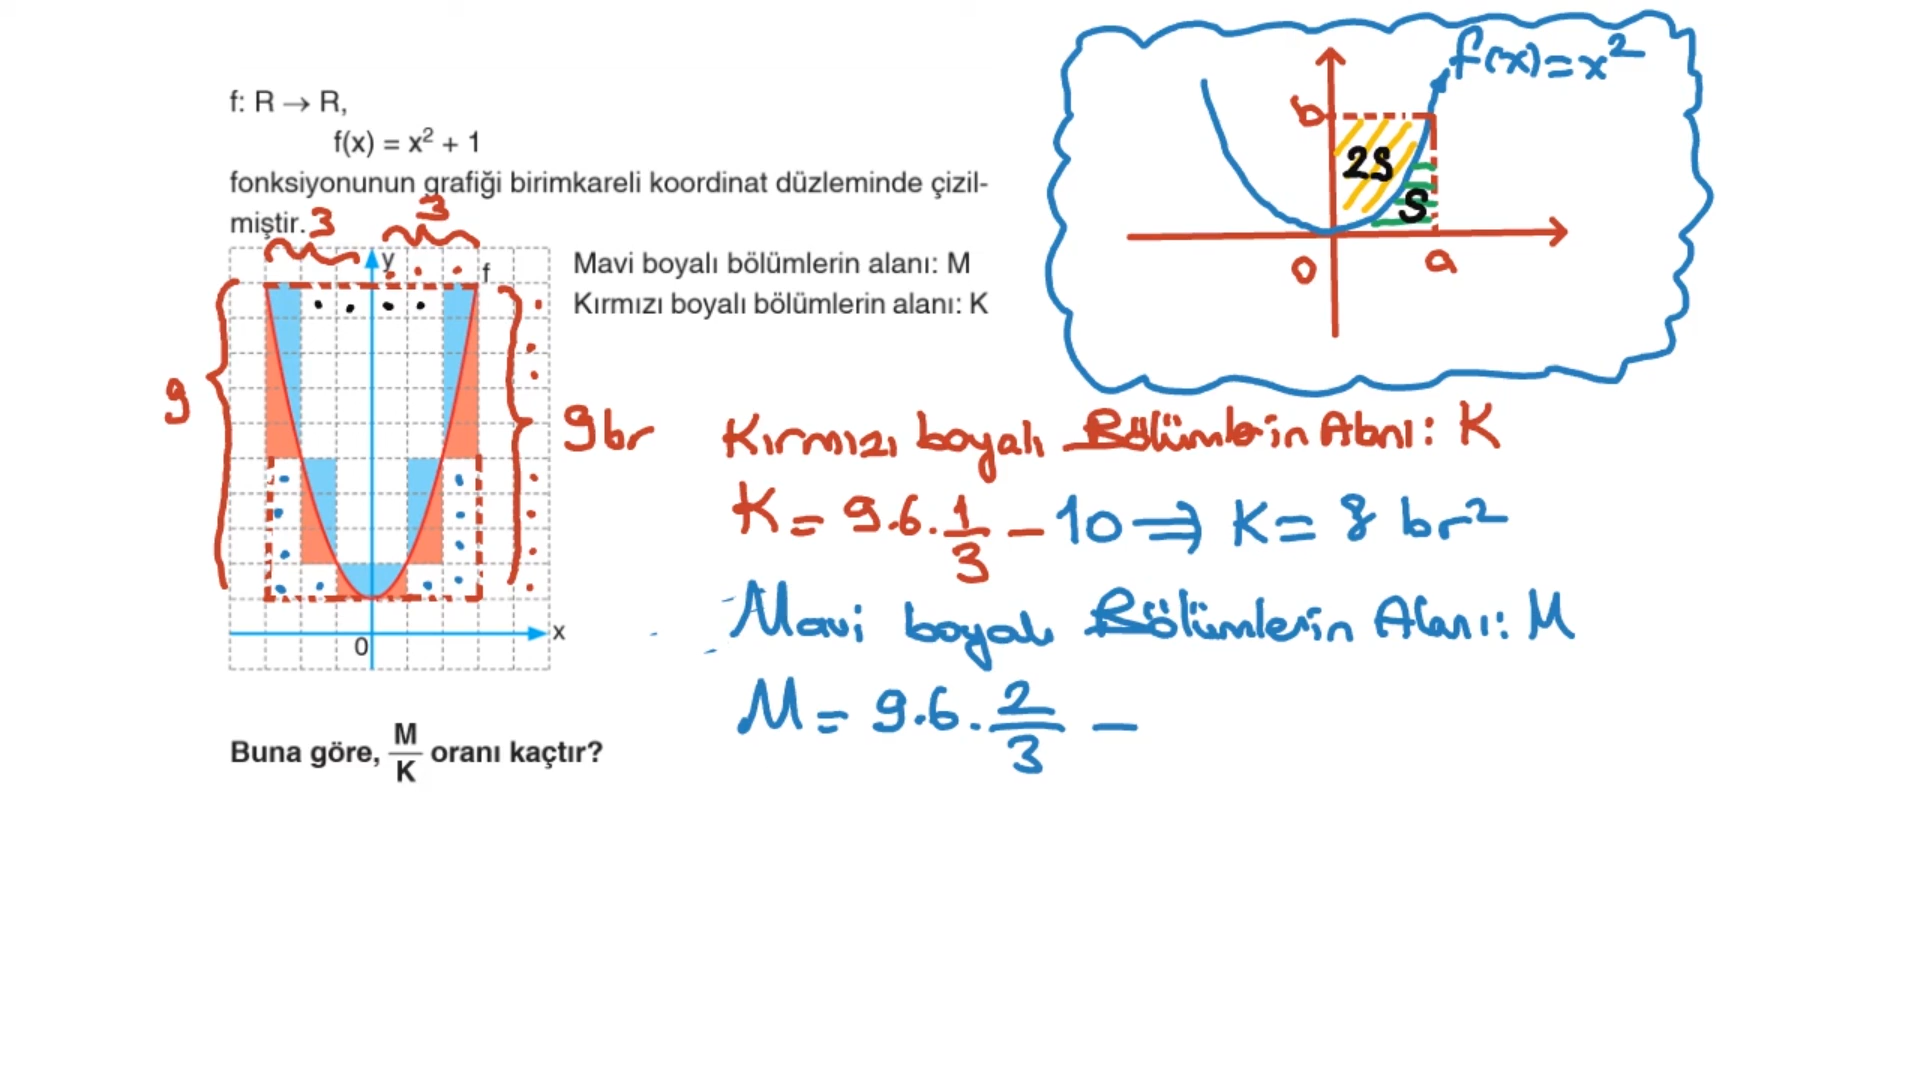 f: R → R,
f(x) = x² + 1
fonksiyonunun grafiği birimkareli koordinat düzleminde çizil-
miştir.
3
3
y
f
9
9br
x
0
Mavi boyalı bölümlerin alanı: M
Kırmızı boyalı bölümlerin alanı: K
Buna göre, M/K oranı kaçtır?
f(x)=x²
b
2S
S
0
a
Kırmızı boyalı Bölümlerin Alanı: K
K = 9.6.1/3 - 10 ⇒ K = 8 br²
Mavi boyalı Bölümlerin Alanı: M
M = 9.6.2/3 -